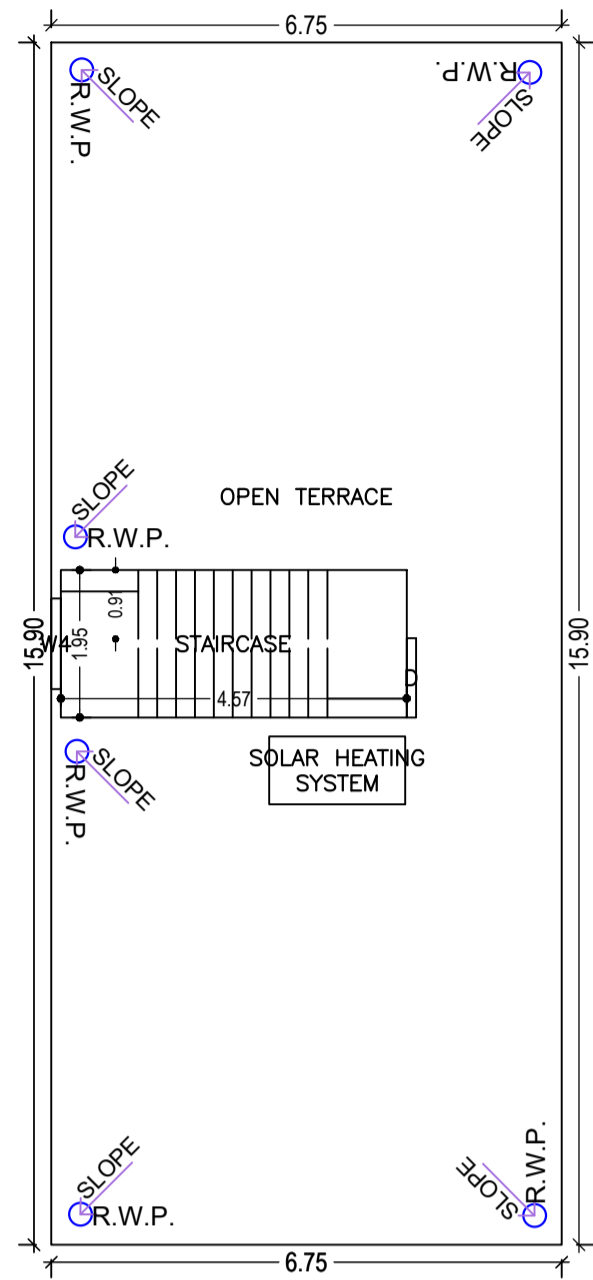 6.75
SLOPE
R.W.P.
R.W.P.
SLOPE
SLOPE
R.W.P.
OPEN TERRACE
0.91
1.95
W4
STAIRCASE
D
4.57
15.90
15.90
SOLAR HEATING
SYSTEM
SLOPE
R.W.P.
SLOPE
R.W.P.
R.W.P.
SLOPE
6.75